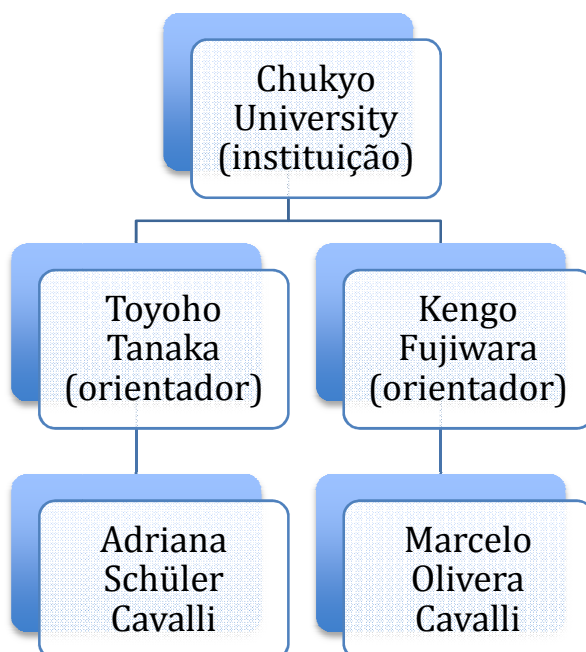 Chukyo
University
(instituição)
Toyoho
Tanaka
(orientador)
Kengo
Fujiwara
(orientador)
Adriana
Schüler
Cavalli
Marcelo
Olivera
Cavalli